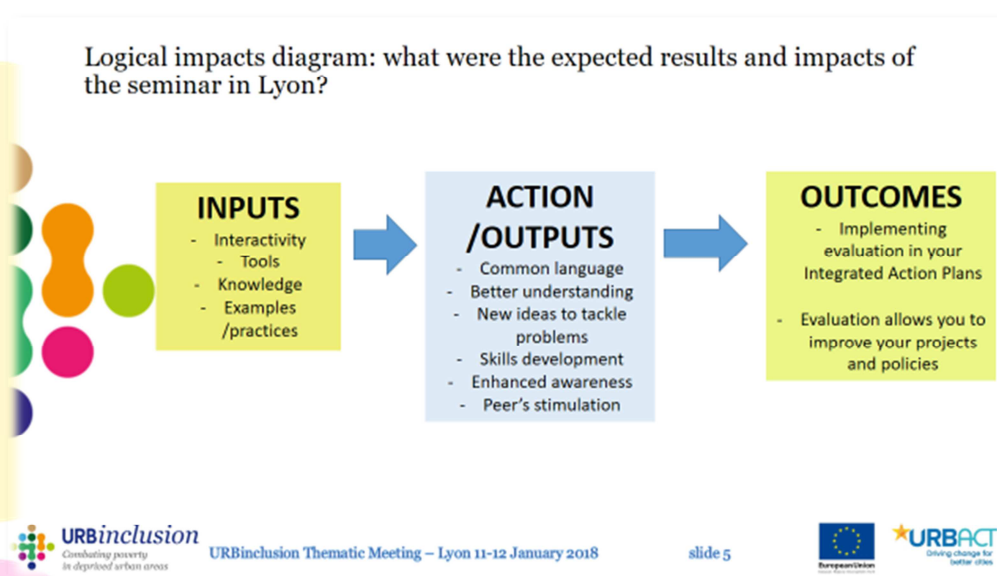 Logical impacts diagram: what were the expected results and impacts of
the seminar in Lyon?
INPUTS
- Interactivity
- Tools
- Knowledge
- Examples
/practices
ACTION
/OUTPUTS
- Common language
- Better understanding
- New ideas to tackle
problems
- Skills development
- Enhanced awareness
- Peer's stimulation
OUTCOMES
- Implementing
evaluation in your
Integrated Action Plans
- Evaluation allows you to
improve your projects
and policies
URBinclusion
Combating poverty
in deprived urban areas
URBinclusion Thematic Meeting – Lyon 11-12 January 2018
slide 5
European Union
URBACT
Driving change for
better cities